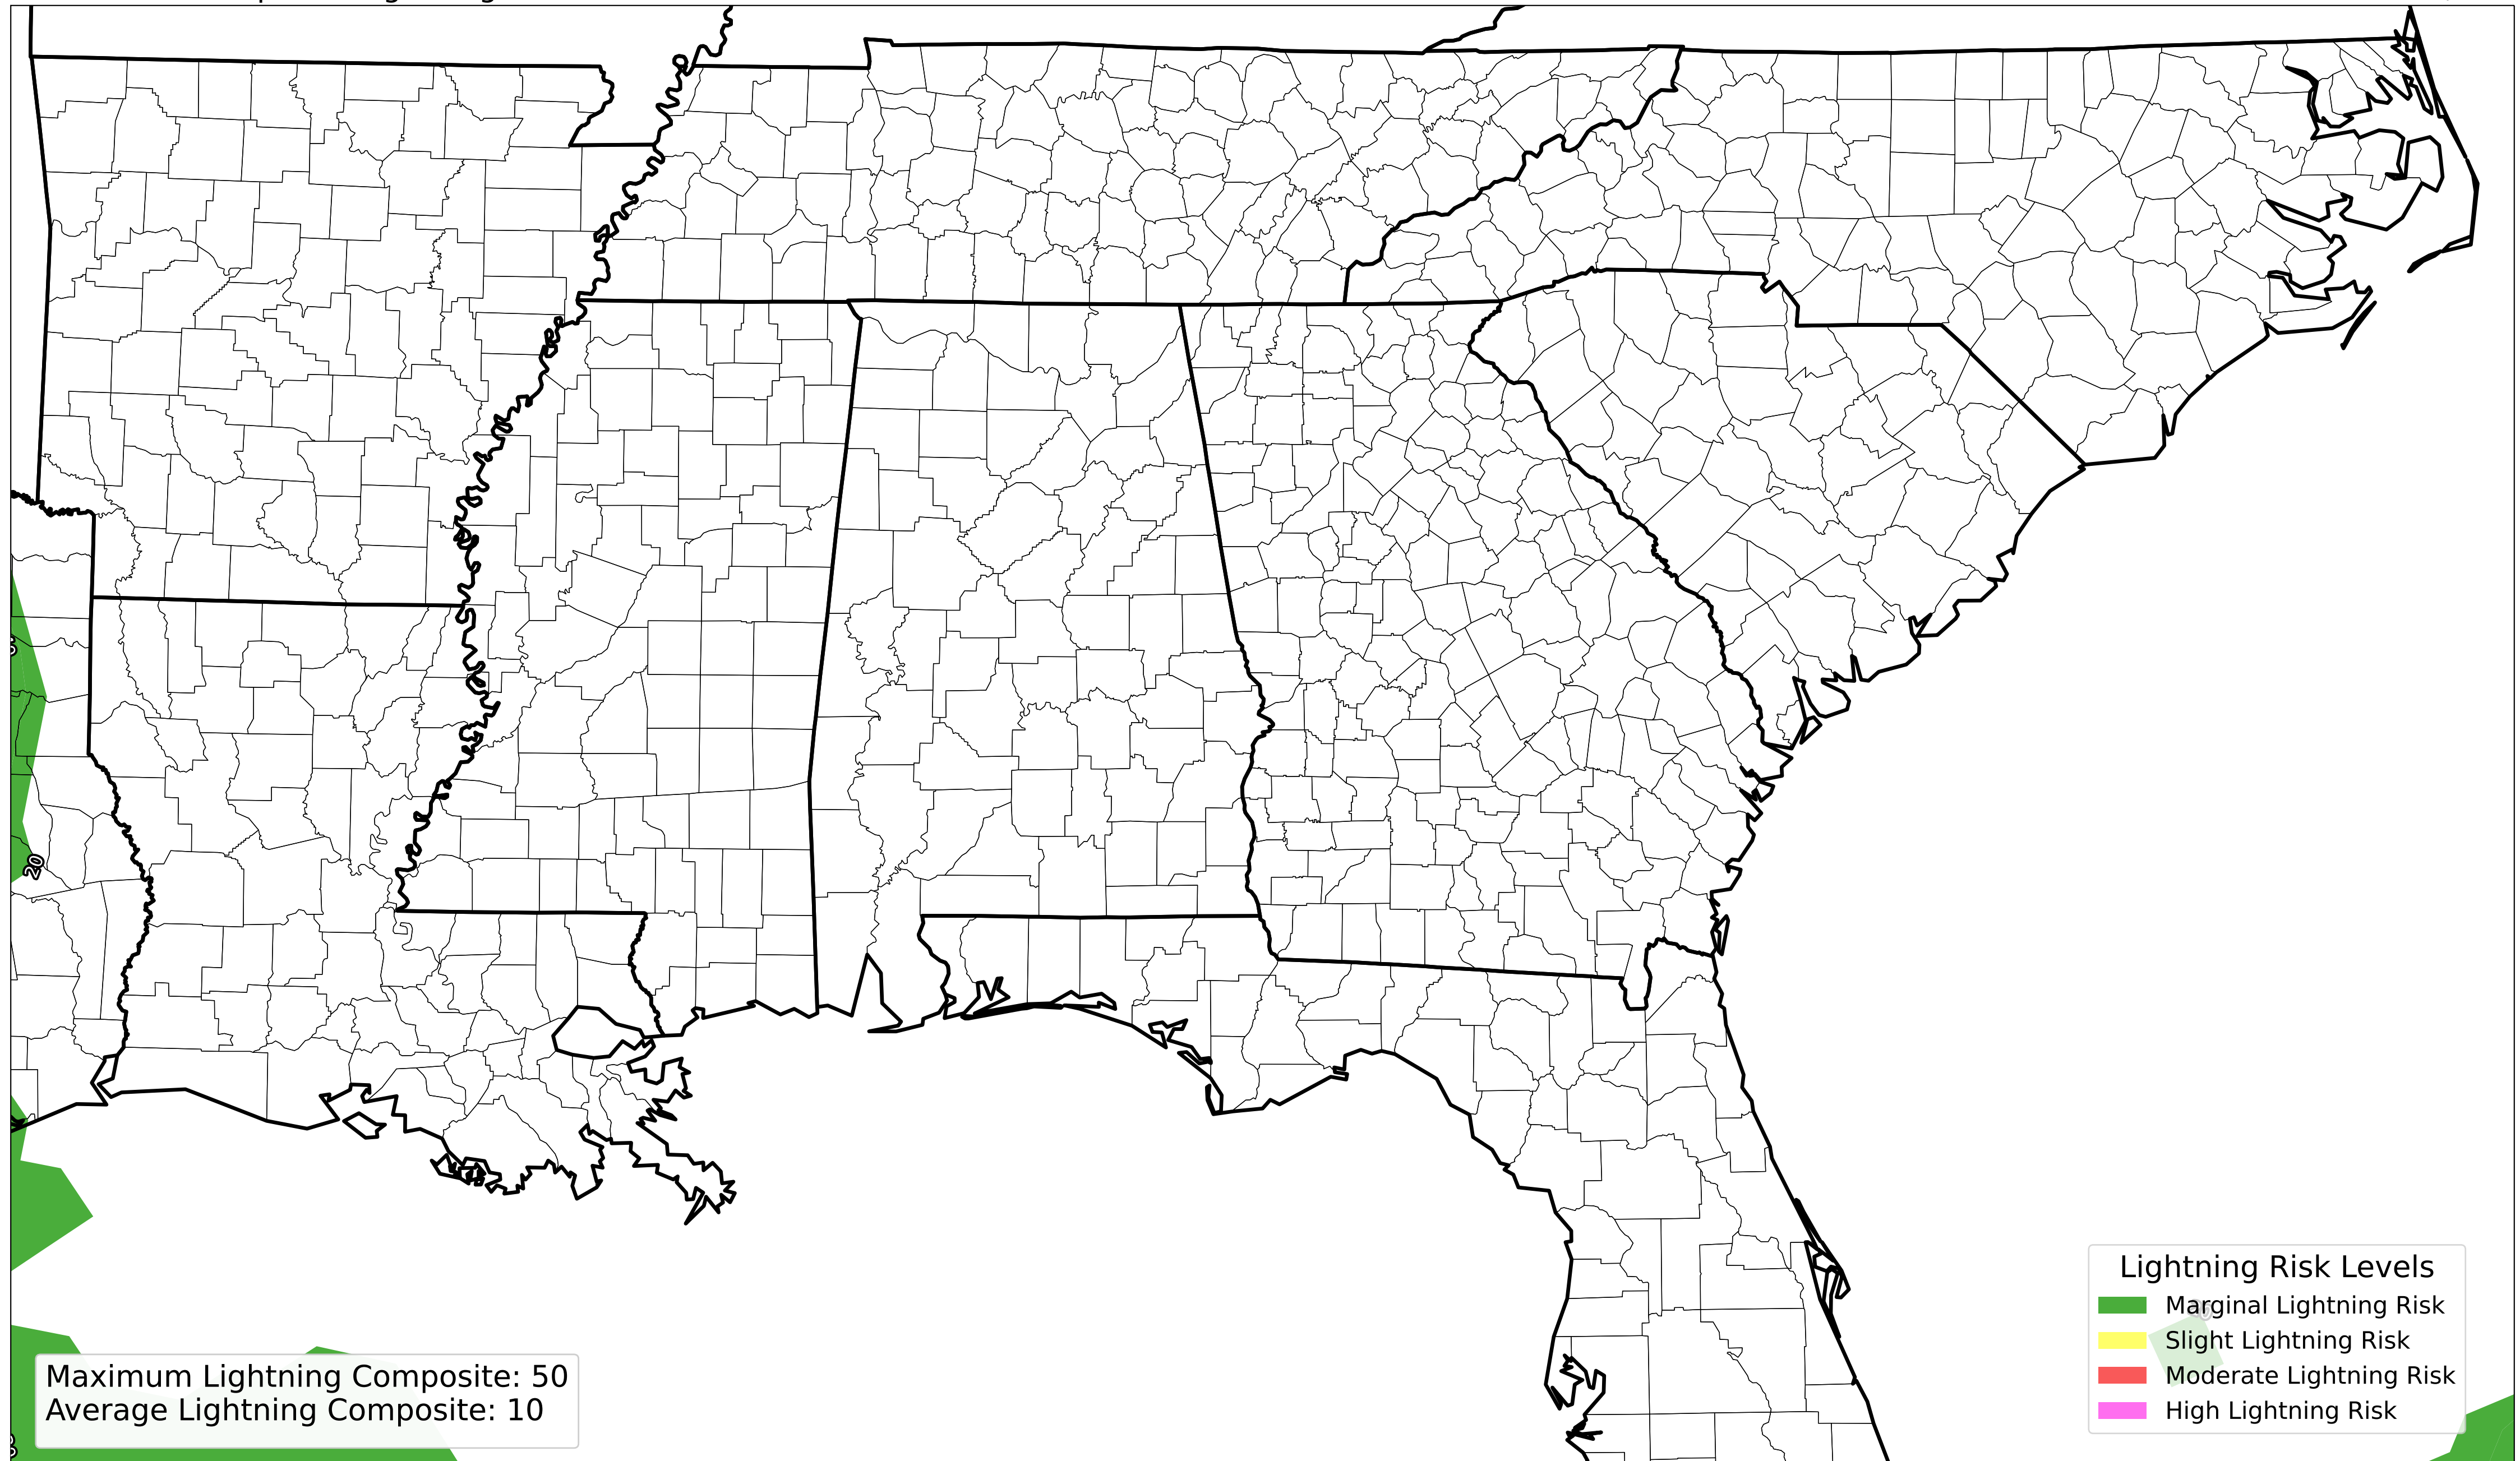 20
Maximum Lightning Composite: 50
Average Lightning Composite: 10
Lightning Risk Levels
Marginal Lightning Risk
Slight Lightning Risk
Moderate Lightning Risk
High Lightning Risk